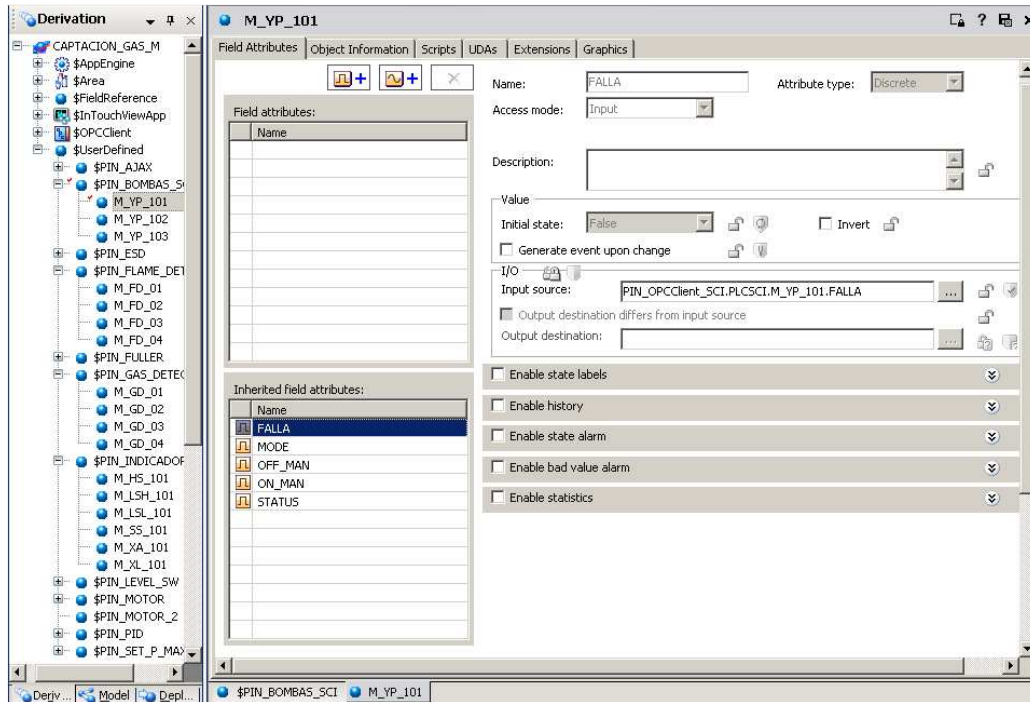 Derivation
CAPTACION_GAS_M
$AppEngine
$Area
$FieldReference
$InTouchViewApp
$OPCClient
$UserDefined
$PIN_AJAX
$PIN_BOMBAS_S
M_YP_101
M_YP_102
M_YP_103
$PIN_ESD
$PIN_FLAME_DET
M_FD_01
M_FD_02
M_FD_03
M_FD_04
$PIN_FULLER
$PIN_GAS_DETEC
M_GD_01
M_GD_02
M_GD_03
M_GD_04
$PIN_INDICADOR
M_HS_101
M_LSH_101
M_LSL_101
M_SS_101
M_XA_101
M_XL_101
$PIN_LEVEL_SW
$PIN_MOTOR
$PIN_MOTOR_2
$PIN_PID
$PIN_SET_P_MAX
Deriv... Model Depl...
M_YP_101
Field Attributes Object Information Scripts UDAs Extensions Graphics
Field attributes:
Name
Inherited field attributes:
Name
FALLA
MODE
OFF_MAN
ON_MAN
STATUS
Name: FALLA Attribute type: Discrete
Access mode: Input
Description:
Value
Initial state: False Invert
Generate event upon change
I/O
Input source: PIN_OPCClient_SCI.PLCSCI.M_YP_101.FALLA ...
Output destination differs from input source
Output destination: ...
Enable state labels
Enable history
Enable state alarm
Enable bad value alarm
Enable statistics
$PIN_BOMBAS_SCI M_YP_101